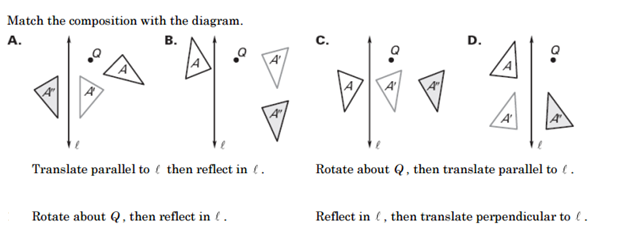 Match the composition with the diagram.
A. B. C. D.
Q A A" A' ℓ
A Q A' A" ℓ
Q A A' A" ℓ
A Q A' A" ℓ
Translate parallel to ℓ then reflect in ℓ.
Rotate about Q, then translate parallel to ℓ.
Rotate about Q, then reflect in ℓ.
Reflect in ℓ, then translate perpendicular to ℓ.